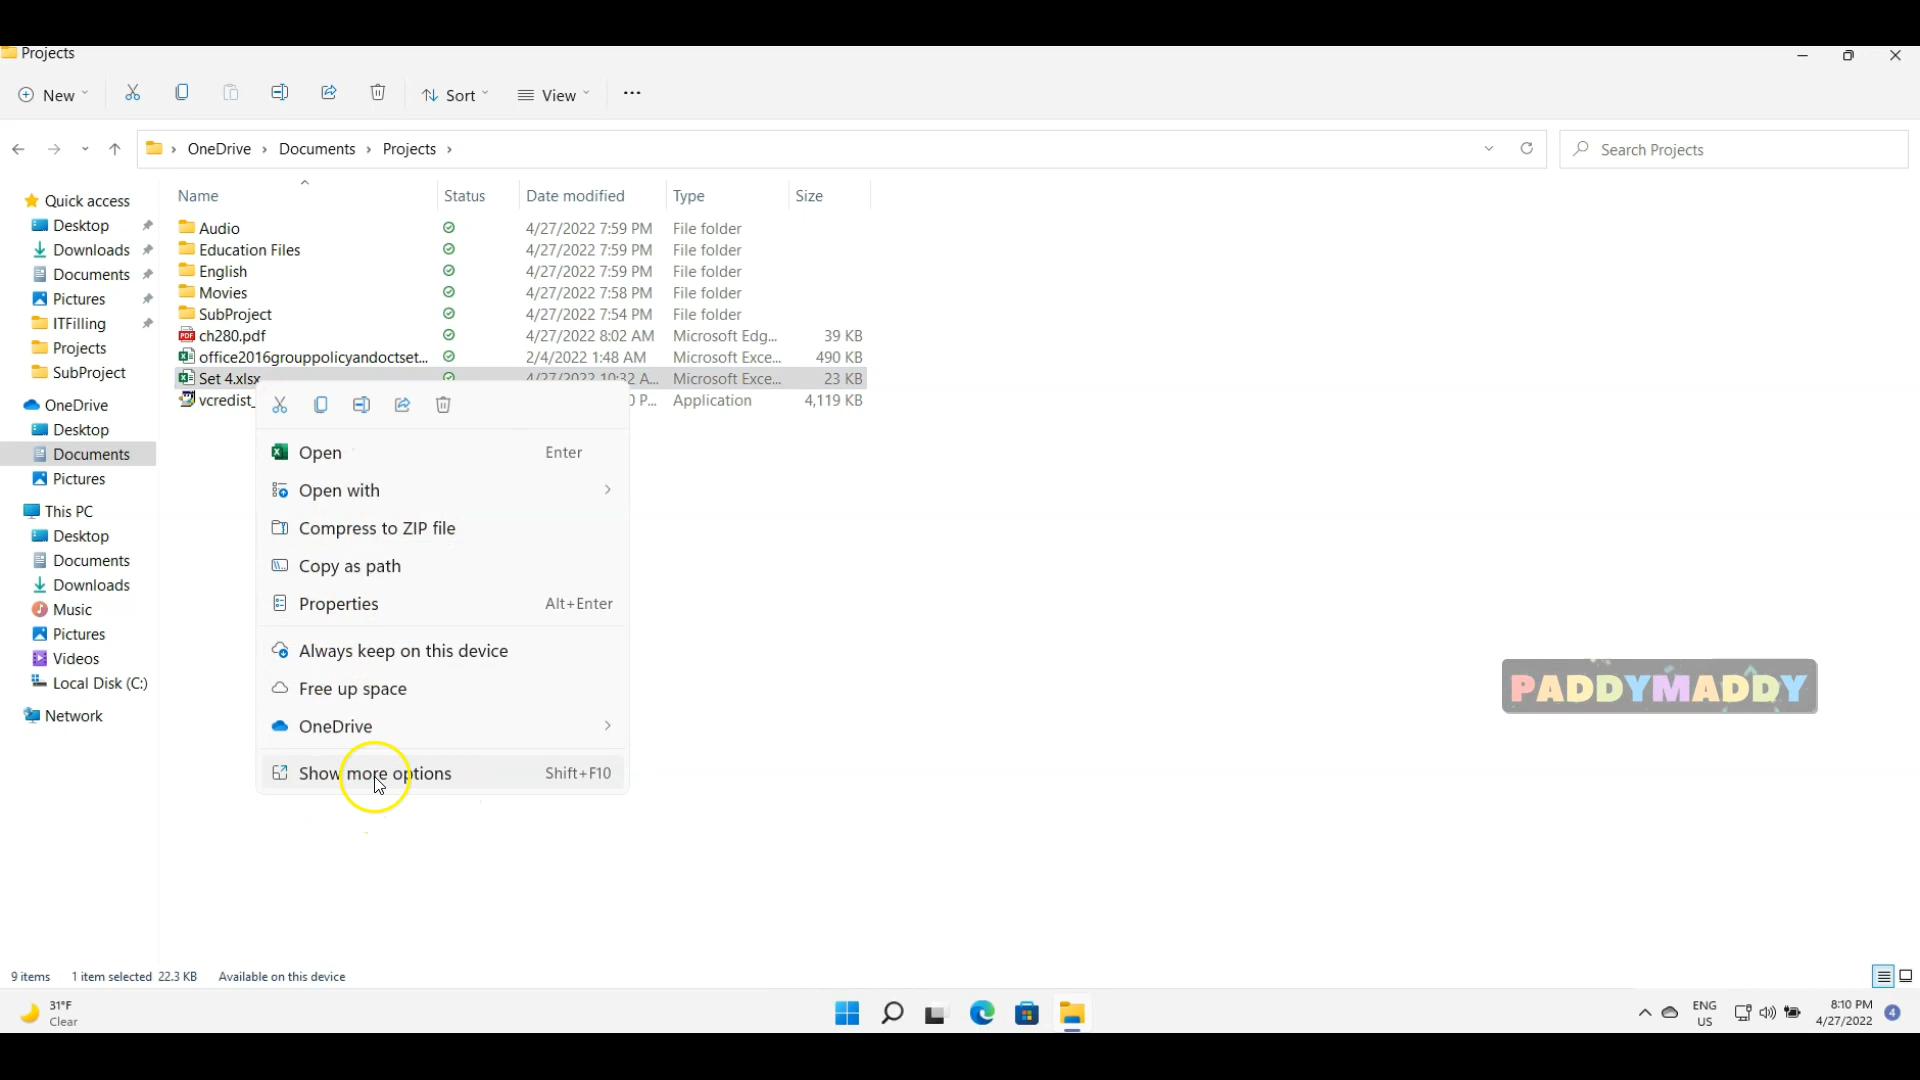 Projects
New Sort View
OneDrive Documents Projects
Search Projects
Name Status Date modified Type Size
Quick access
Desktop
Downloads
Documents
Pictures
ITFilling
Projects
SubProject
OneDrive
Desktop
Documents
Pictures
This PC
Desktop
Documents
Downloads
Music
Pictures
Videos
Local Disk (C:)
Network
Audio 4/27/2022 7:59 PM File folder
Education Files 4/27/2022 7:59 PM File folder
English 4/27/2022 7:59 PM File folder
Movies 4/27/2022 7:58 PM File folder
SubProject 4/27/2022 7:54 PM File folder
PDF ch280.pdf 4/27/2022 8:02 AM Microsoft Edg... 39 KB
office2016grouppolicyandoctset... 2/4/2022 1:48 AM Microsoft Exce... 490 KB
Set 4.xlsx 4/27/2022 10:32 A... Microsoft Exce... 23 KB
vcredist_ P... Application 4,119 KB
Open Enter
Open with
Compress to ZIP file
Copy as path
Properties Alt+Enter
Always keep on this device
Free up space
OneDrive
Show more options Shift+F10
PADDYMADDY
9 items 1 item selected 22.3 KB Available on this device
31°F
Clear
ENG
US
8:10 PM
4/27/2022
4